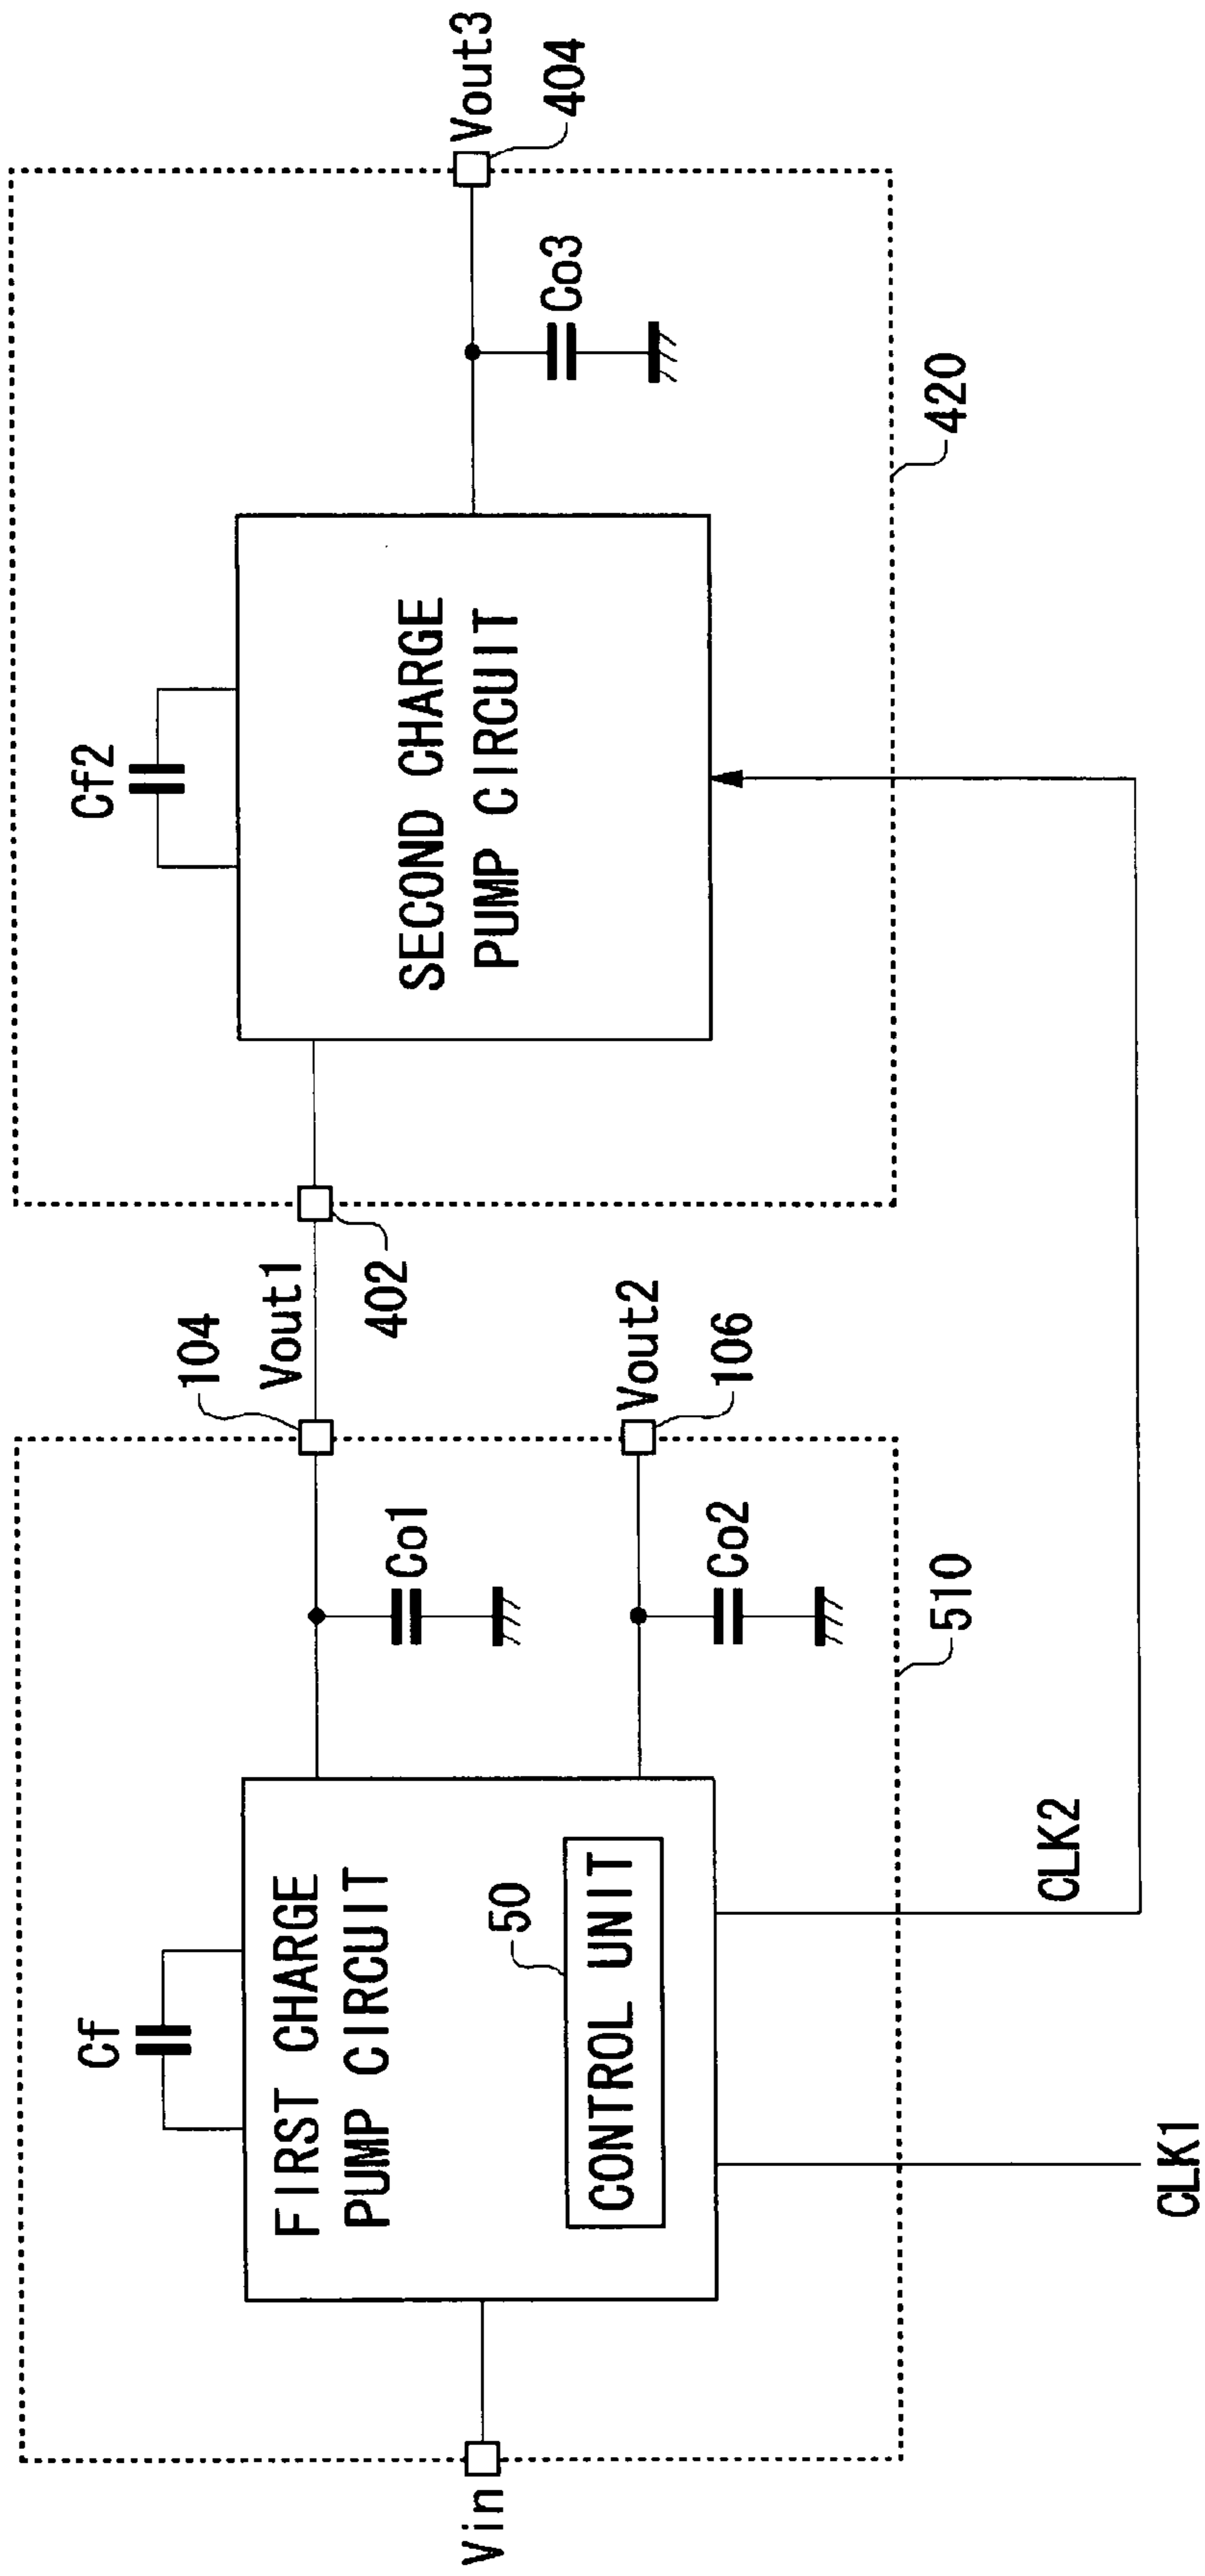 Cf
FIRST CHARGE
PUMP CIRCUIT
50
CONTROL UNIT
Vin
CLK1
CLK2
Co1
Co2
510
104
Vout1
Vout2
106
402
Cf2
SECOND CHARGE
PUMP CIRCUIT
Co3
420
Vout3
404